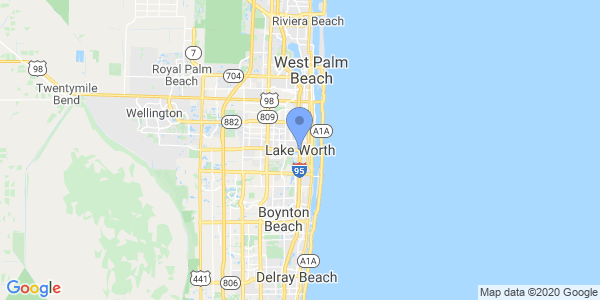 Riviera Beach
7
West Palm
Beach
98
Royal Palm
Beach
704
Twentymile
Bend
98
Wellington
809
882
A1A
Lake Worth
95
Boynton
Beach
A1A
441
806
Delray Beach
Google
Map data ©2020 Google